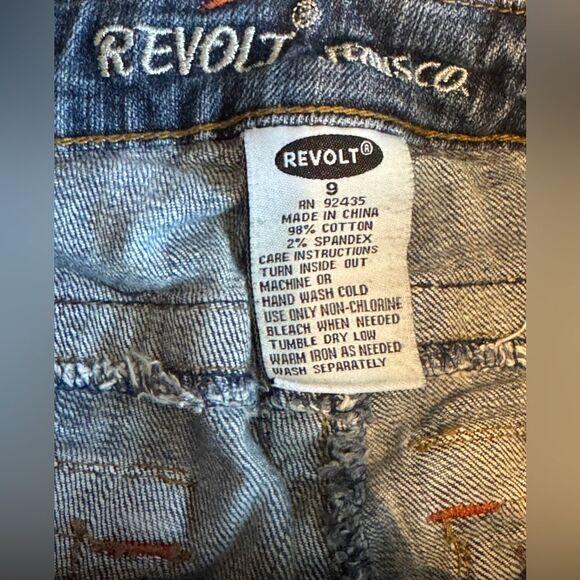 REVOLT® JEANS CO.
REVOLT®
9
RN 92435
MADE IN CHINA
98% COTTON
2% SPANDEX
CARE INSTRUCTIONS
TURN INSIDE OUT
MACHINE OR
HAND WASH COLD
USE ONLY NON-CHLORINE
BLEACH WHEN NEEDED
TUMBLE DRY LOW
WARM IRON AS NEEDED
WASH SEPARATELY